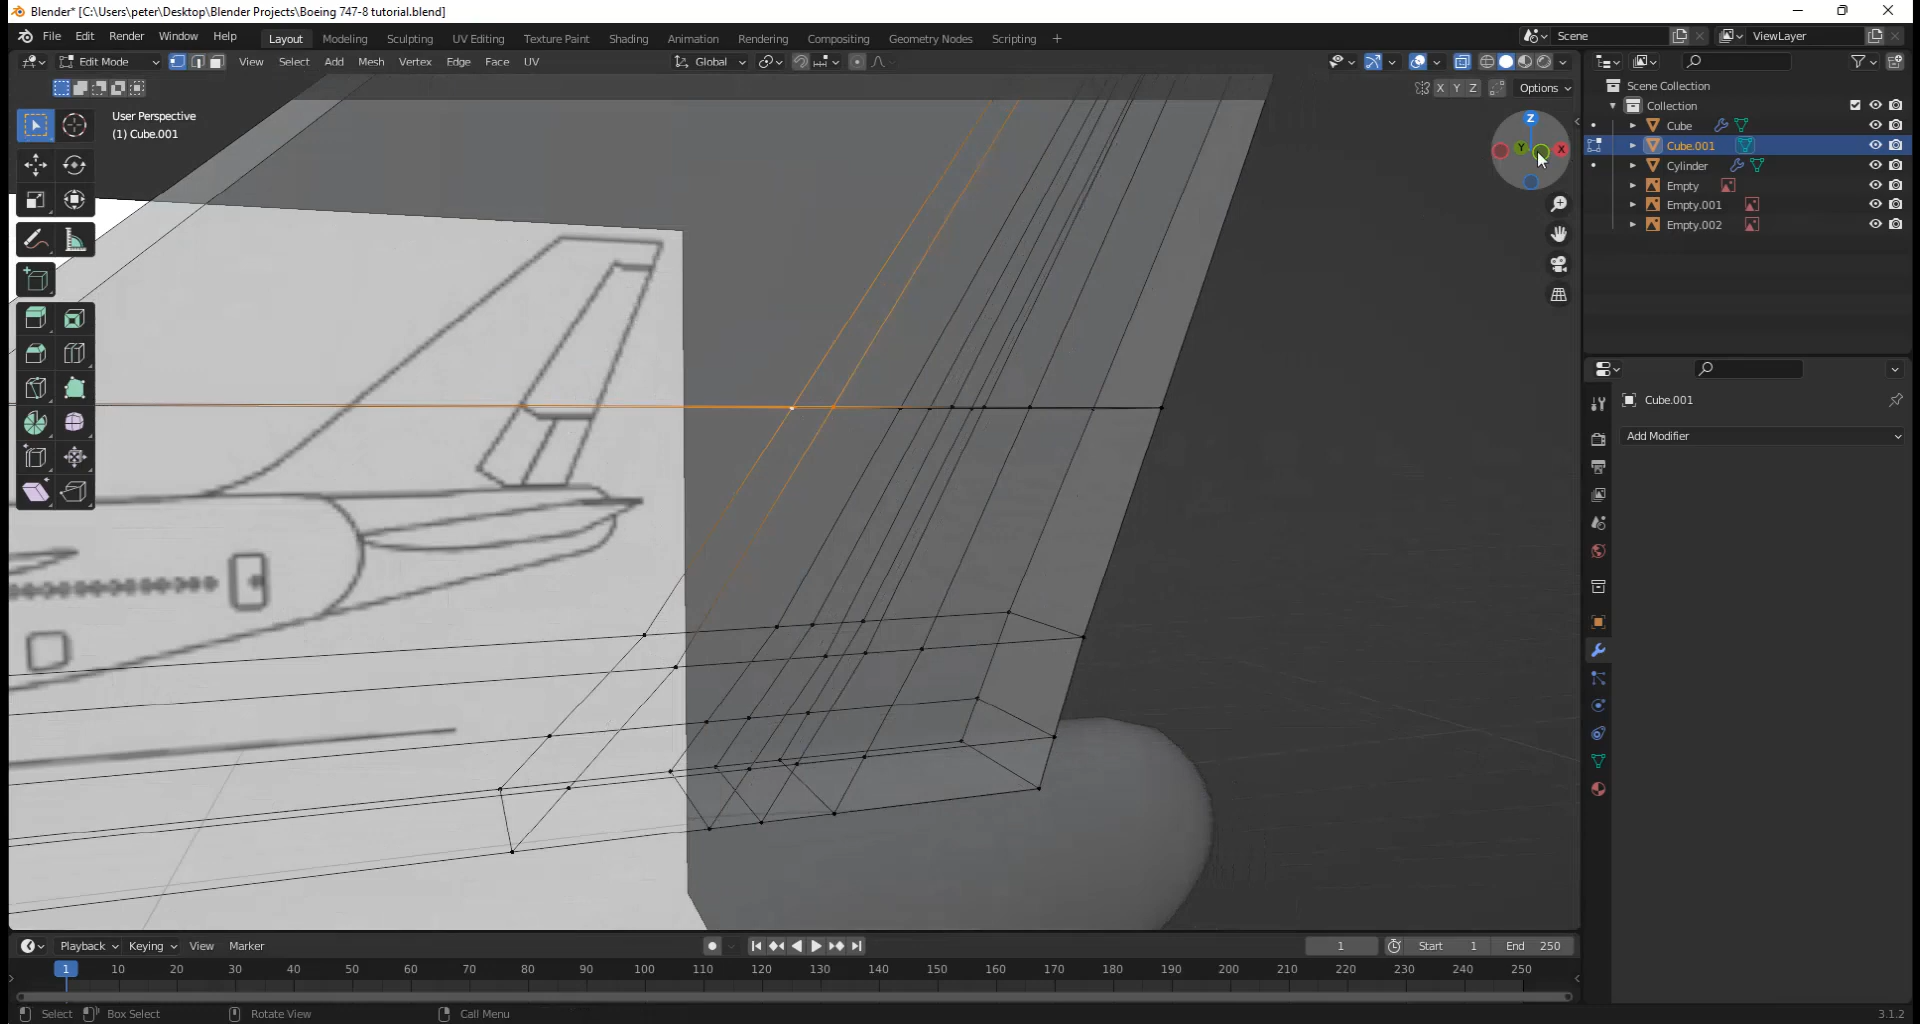 Blender* [C:\Users\peter\Desktop\Blender Projects\Boeing 747-8 tutorial.blend]
File Edit Render Window Help Layout Modeling Sculpting UV Editing Texture Paint Shading Animation Rendering Compositing Geometry Nodes Scripting + Scene ViewLayer
Edit Mode View Select Add Mesh Vertex Edge Face UV Global
X Y Z Options
Scene Collection
Collection
User Perspective
(1) Cube.001
Z
Y X
Cube
Cube.001
Cylinder
Empty
Empty.001
Empty.002
Cube.001
Add Modifier
Playback Keying View Marker 1 Start 1 End 250
1 10 20 30 40 50 60 70 80 90 100 110 120 130 140 150 160 170 180 190 200 210 220 230 240 250
Select Box Select Rotate View Call Menu 3.1.2